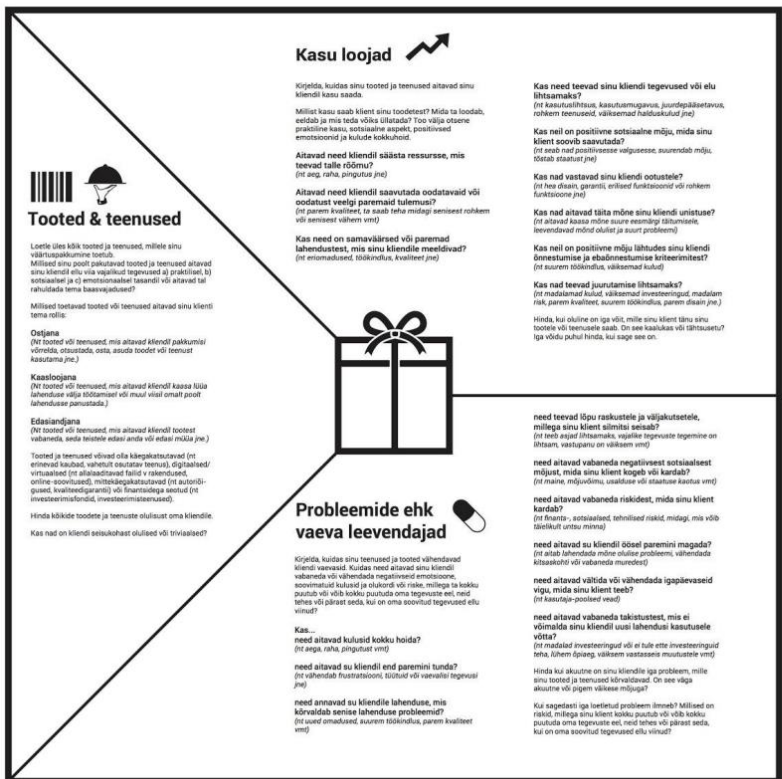 Tooted & teenused
Loetle üles kõik tooted ja teenused, millele sinu
väärtuspakkumine toetub.
Millised sinu poolt pakutavad tooted ja teenused aitavad
sinu kliendil ellu viia vajalikud tegevused a) praktilisel, b)
sotsiaalsel ja c) emotsionaalsel tasandil või aitavad tal
rahuldada tema baasvajadused?
Millised toetavad tooted või teenused aitavad sinu klienti
tema rollis:
Ostjana
(Nt tooted või teenused, mis aitavad kliendil pakkumisi
võrrelda, otsustada, osta, asuda toodet või teenust
kasutama jne.)
Kaasloojana
(Nt tooted või teenused, mis aitavad kliendil kaasa lüüa
lahenduse välja töötamisel või muul viisil omalt poolt
lahendusse panustada.)
Edasiandjana
(Nt tooted või teenused, mis aitavad kliendil tootest
vabaneda, seda teistele edasi anda või edasi müüa jne.)
Tooted ja teenused võivad olla käegakatsutavad (nt
erinevad kaubad, vahetult osutatav teenus), digitaalsed/
virtuaalsed (nt allalaaditavad failid v rakendused,
online-soovitused), mittekäegakatsutavad (nt autoriõi-
gused, kvaliteedigarantii) või finantsidega seotud (nt
investeerimisfondid, investeerimisteenused).
Hinda kõikide toodete ja teenuste olulisust oma kliendile.
Kas nad on kliendi seisukohast olulised või triviaalsed?
Kasu loojad
Kirjelda, kuidas sinu tooted ja teenused aitavad sinu
kliendil kasu saada.
Millist kasu saab klient sinu toodetest? Mida ta loodab,
eeldab ja mis teda võiks üllatada? Too välja otsene
praktiline kasu, sotsiaalne aspekt, positiivsed
emotsioonid ja kulude kokkuhoid.
Aitavad need kliendil säästa ressursse, mis
teevad talle rõõmu?
(nt aeg, raha, pingutus jne)
Aitavad need kliendil saavutada oodatavaid või
oodatust veelgi paremaid tulemusi?
(nt parem kvaliteet, ta saab teha midagi senisest rohkem
või senisest vähem vmt)
Kas need on samaväärsed või paremad
lahendustest, mis sinu kliendile meeldivad?
(nt eriomadused, töökindlus, kvaliteet jne)
Kas need teevad sinu kliendi tegevused või elu
lihtsamaks?
(nt kasutuslihtsus, kasutusmugavus, juurdepääsetavus,
rohkem teenuseid, väiksemad halduskulud jne)
Kas neil on positiivne sotsiaalne mõju, mida sinu
klient soovib saavutada?
(nt seab nad positiivsesse valgusesse, suurendab mõju,
tõstab staatust jne)
Kas nad vastavad sinu kliendi ootustele?
(nt hea disain, garantii, erilised funktsioonid või rohkem
funktsioone jne)
Kas nad aitavad täita mõne sinu kliendi unistuse?
(nt aitavad kaasa mõne suure eesmärgi täitumisele,
leevendavad mõnd olulist ja suurt probleemi)
Kas neil on positiivne mõju lähtudes sinu kliendi
õnnestumise ja ebaõnnestumise kriteerimitest?
(nt suurem töökindlus, väiksemad kulud)
Kas nad teevad juurutamise lihtsamaks?
(nt madalamad kulud, väiksemad investeeringud, madalam
risk, parem kvaliteet, suurem töökindlus, parem disain jne.)
Hinda, kui oluline on iga võit, mille sinu klient tänu sinu
tootele või teenusele saab. On see kaalukas või tähtsusetu?
Iga võidu puhul hinda, kui sage see on.
Probleemide ehk
vaeva leevendajad
Kirjelda, kuidas sinu teenused ja tooted vähendavad
kliendi vaevasid. Kuidas need aitavad sinu kliendil
vabaneda või vähendada negatiivseid emotsioone,
soovimatuid kulusid ja olukordi või riske, millega ta kokku
puutub või võib kokku puutuda oma tegevuste eel, neid
tehes või pärast seda, kui on oma soovitud tegevused ellu
viinud?
Kas...
need aitavad kulusid kokku hoida?
(nt aega, raha, pingutust vmt)
need aitavad su kliendil end paremini tunda?
(nt vähendab frustratsiooni, tüütuid või vaevalisi tegevusi
jne)
need annavad su kliendile lahenduse, mis
kõrvaldab senise lahenduse probleemid?
(nt uued omadused, suurem töökindlus, parem kvaliteet
vmt)
need teevad lõpu raskustele ja väljakutsetele,
millega sinu klient silmitsi seisab?
(nt teeb asjad lihtsamaks, vajalike tegevuste tegemine on
lihtsam, vastupanu on väiksem vmt)
need aitavad vabaneda negatiivsest sotsiaalsest
mõjust, mida sinu klient kogeb või kardab?
(nt maine, mõjuvõimu, usalduse või staatuse kaotus vmt)
need aitavad vabaneda riskidest, mida sinu klient
kardab?
(nt finants-, sotsiaalsed, tehnilised riskid, midagi, mis võib
täielikult untsu minna)
need aitavad su kliendil öösel paremini magada?
(nt aitab lahendada mõne olulise probleemi, vähendada
kitsaskohti või vabaneda muredest)
need aitavad vältida või vähendada igapäevaseid
vigu, mida sinu klient teeb?
(nt kasutaja-poolsed vead)
need aitavad vabaneda takistustest, mis ei
võimalda sinu kliendil uusi lahendusi kasutusele
võtta?
(nt madalad investeeringud või ei tule ette investeeringuid
teha, lühem õpiaeg, väiksem vastasseis muutustele vmt)
Hinda kui akuutne on sinu kliendile iga probleem, mille
sinu tooted ja teenused kõrvaldavad. On see väga
akuutne või pigem väikese mõjuga?
Kui sagedasti iga loetletud probleem ilmneb? Millised on
riskid, millega sinu klient kokku puutub või võib kokku
puutuda oma tegevuste eel, neid tehes või pärast seda,
kui on oma soovitud tegevused ellu viinud?